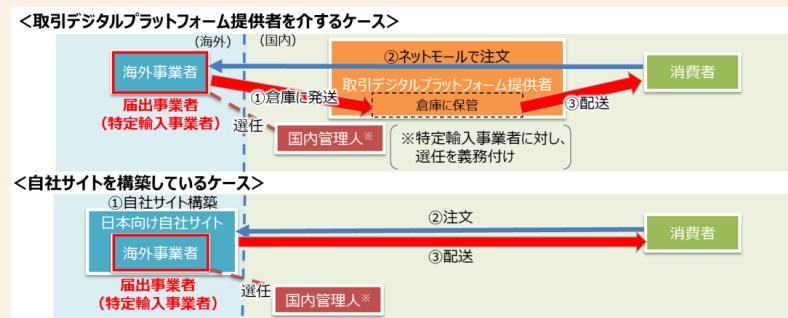 <取引デジタルプラットフォーム提供者を介するケース>
(海外) (国内)
②ネットモールで注文
海外事業者
取引デジタルプラットフォーム提供者
消費者
①倉庫に発送
倉庫に保管
③配送
届出事業者
(特定輸入事業者)
選任
国内管理人※
※特定輸入事業者に対し、
選任を義務付け
<自社サイトを構築しているケース>
①自社サイト構築
日本向け自社サイト
②注文
海外事業者
消費者
③配送
届出事業者
(特定輸入事業者)
選任
国内管理人※